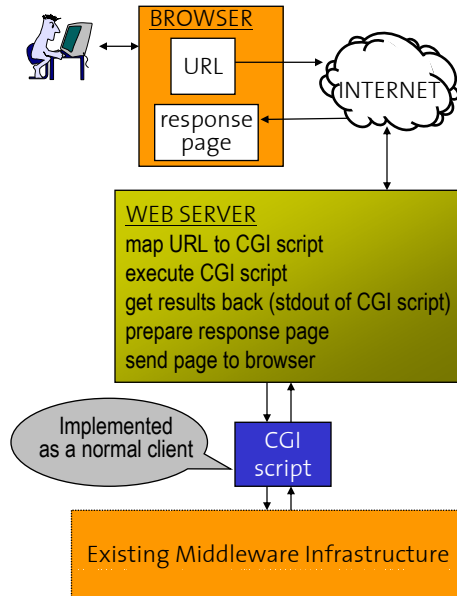 BROWSER
URL
INTERNET
response
page
WEB SERVER
map URL to CGI script
execute CGI script
get results back (stdout of CGI script)
prepare response page
send page to browser
Implemented
as a normal client
CGI
script
Existing Middleware Infrastructure